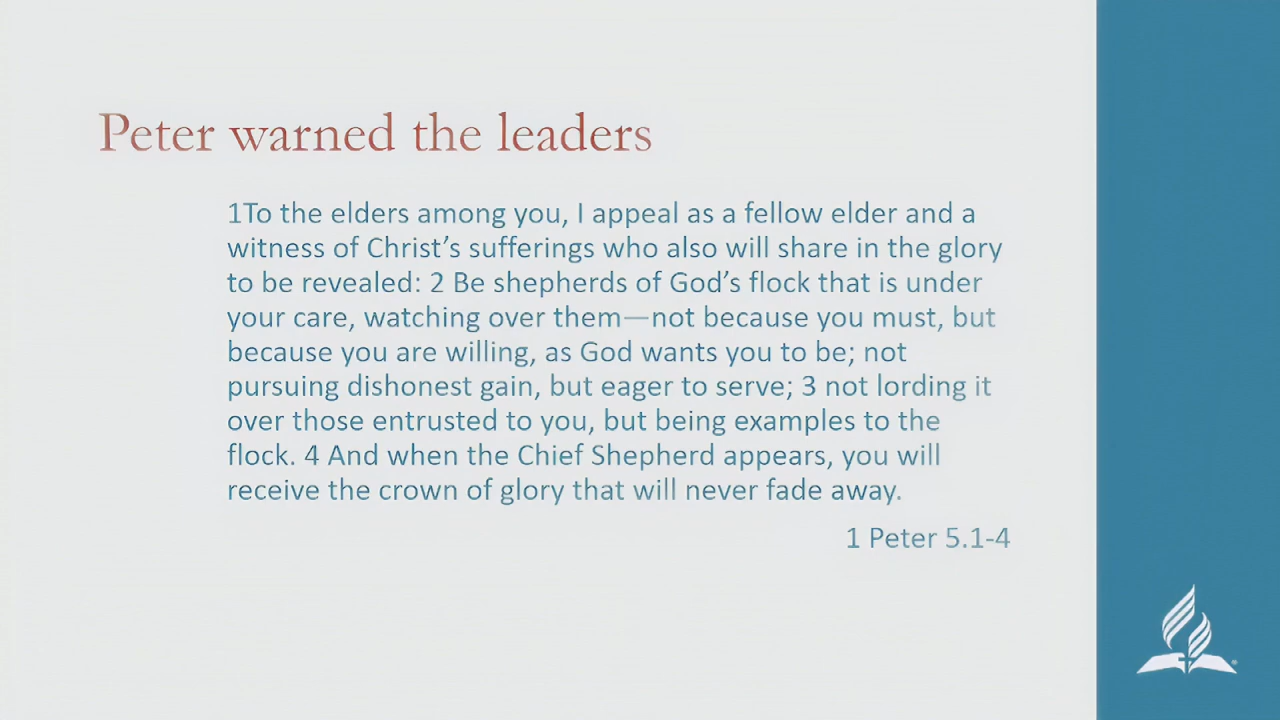 Peter warned the leaders
1To the elders among you, I appeal as a fellow elder and a
witness of Christ’s sufferings who also will share in the glory
to be revealed: 2 Be shepherds of God’s flock that is under
your care, watching over them—not because you must, but
because you are willing, as God wants you to be; not
pursuing dishonest gain, but eager to serve; 3 not lording it
over those entrusted to you, but being examples to the
flock. 4 And when the Chief Shepherd appears, you will
receive the crown of glory that will never fade away.
1 Peter 5.1-4